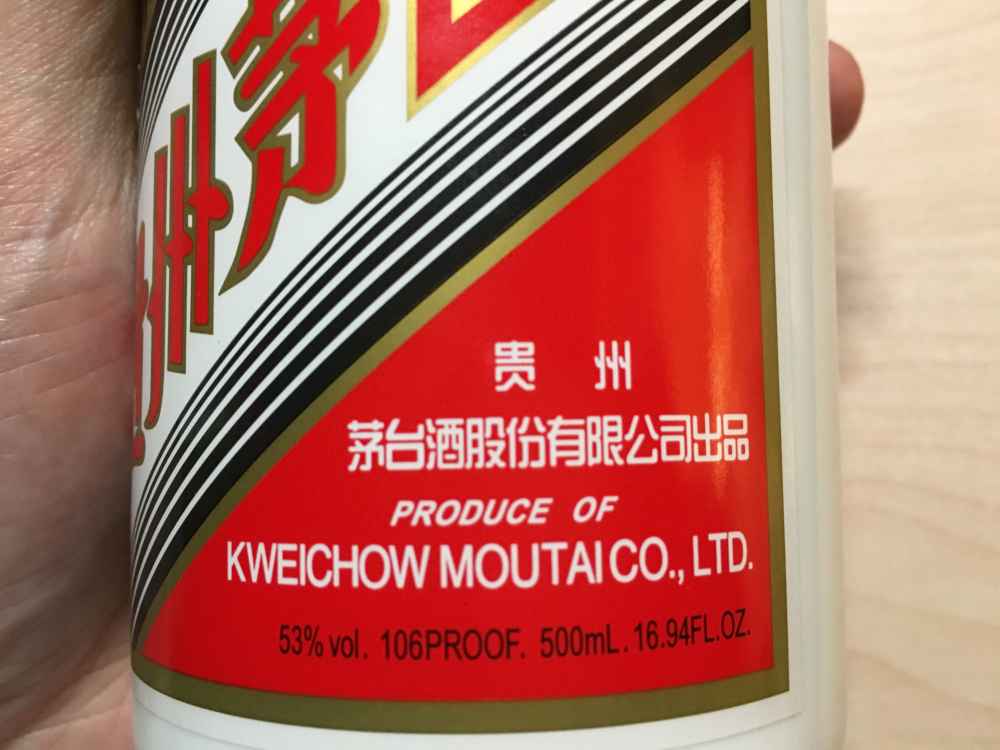 贵州茅
贵 州
茅台酒股份有限公司出品
PRODUCE OF
KWEICHOW MOUTAI CO., LTD.
53% vol. 106PROOF. 500mL. 16.94FL.OZ.